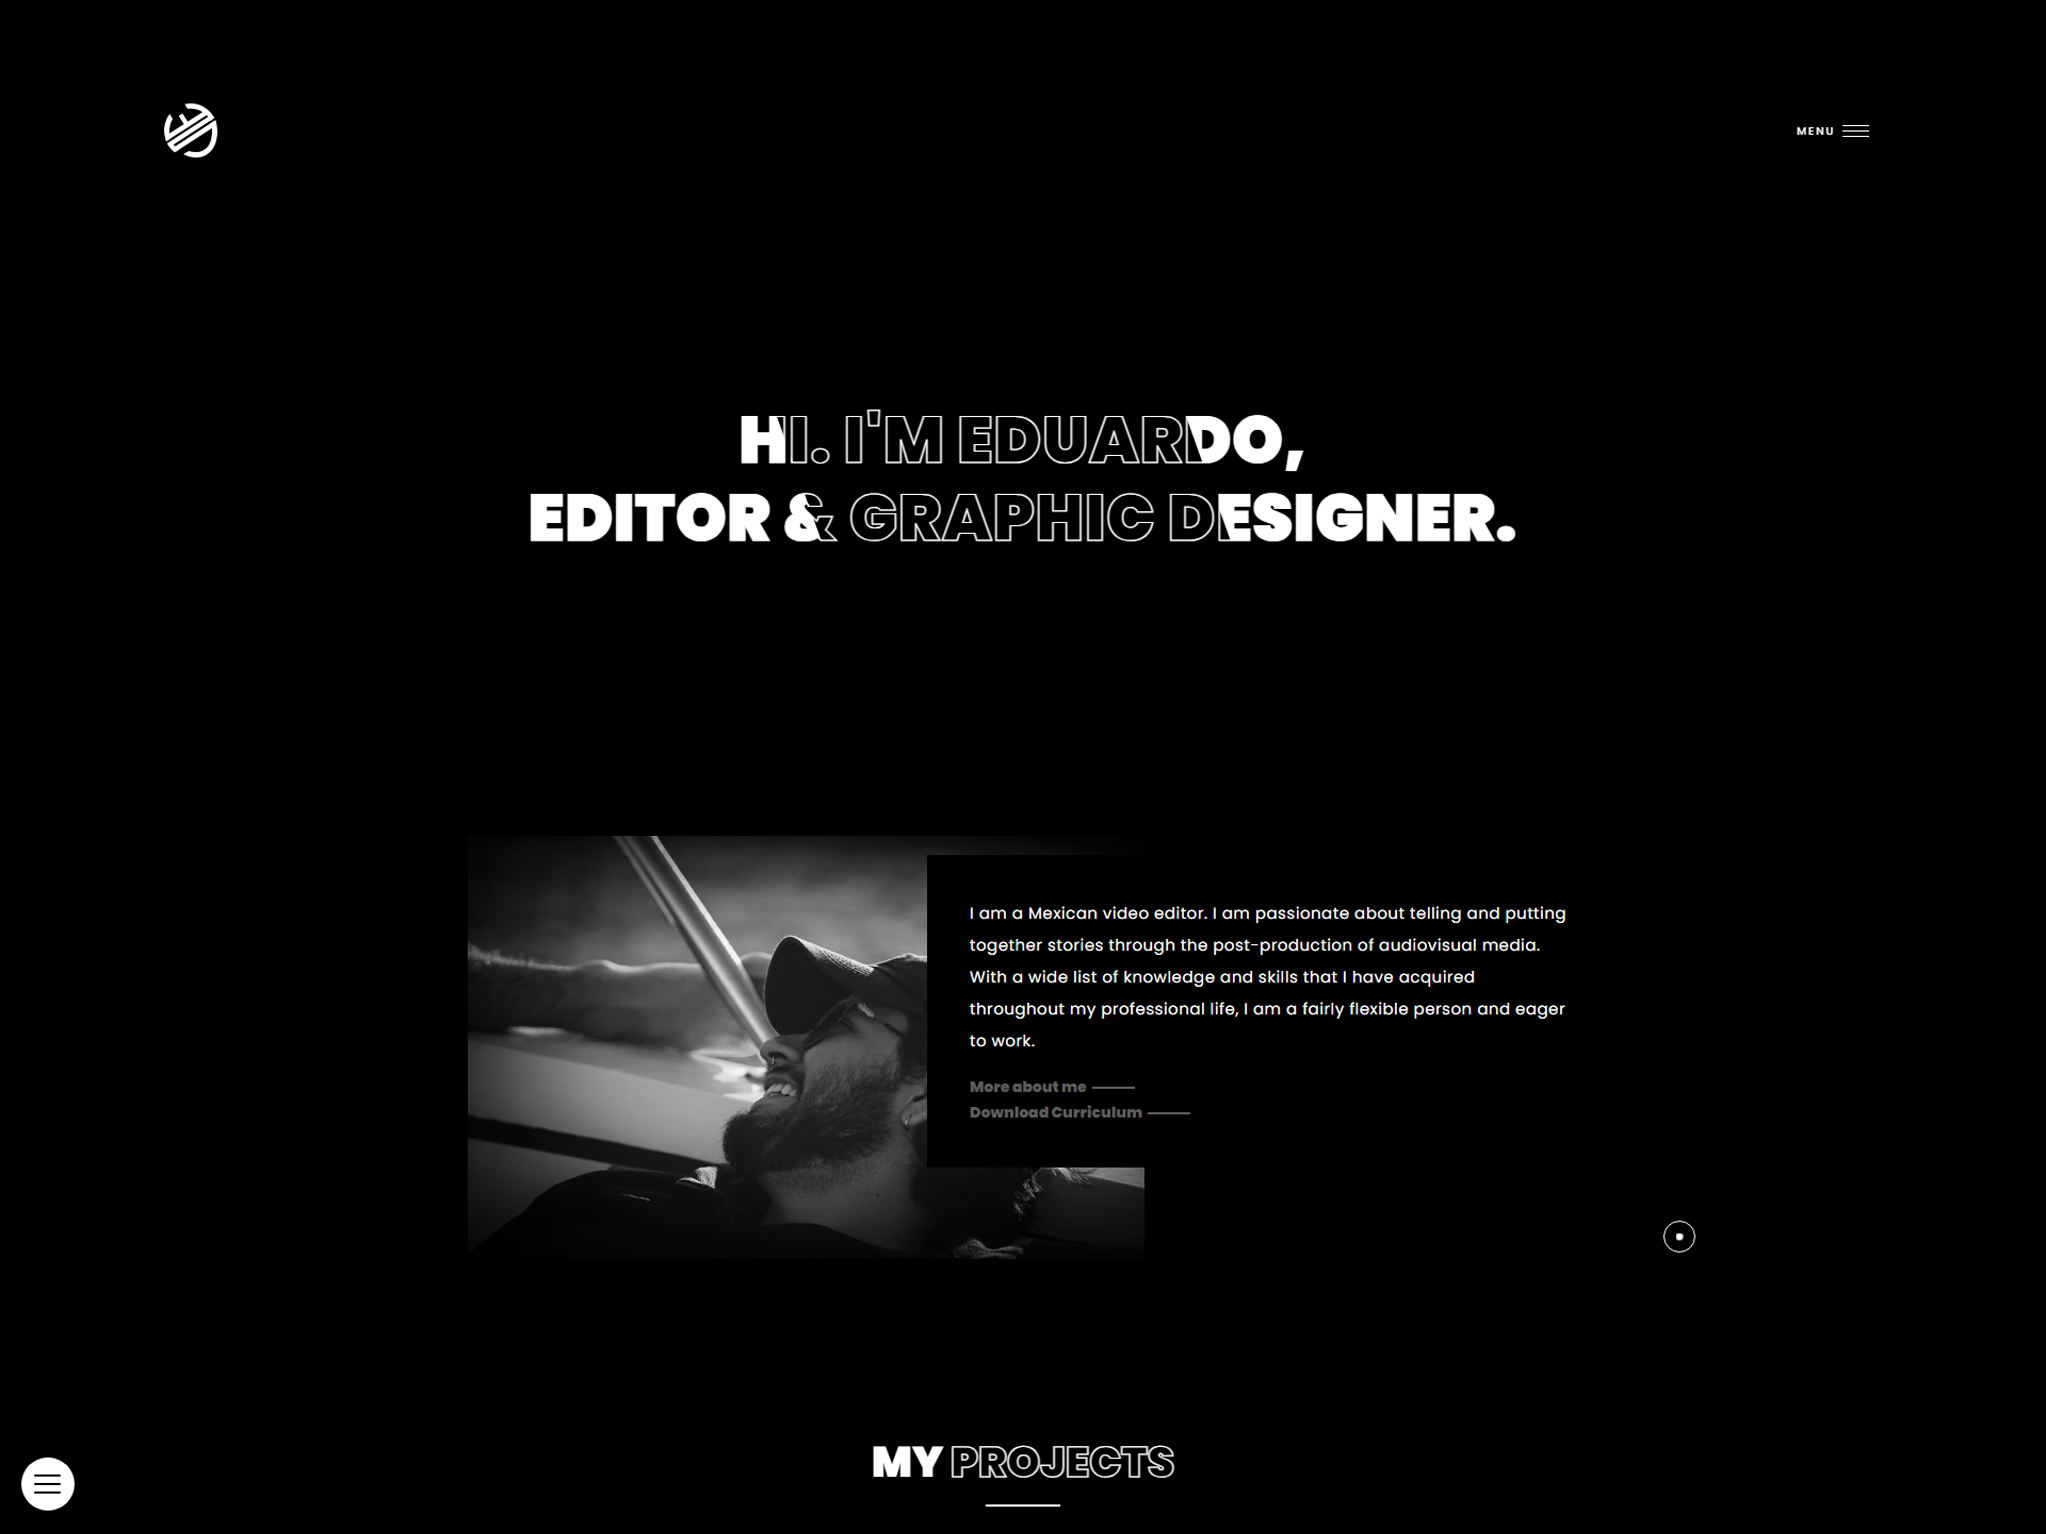 MENU
HI. I'M EDUARDO,
EDITOR & GRAPHIC DESIGNER.
I am a Mexican video editor. I am passionate about telling and putting
together stories through the post-production of audiovisual media.
With a wide list of knowledge and skills that I have acquired
throughout my professional life, I am a fairly flexible person and eager
to work.
More about me
Download Curriculum
MY PROJECTS